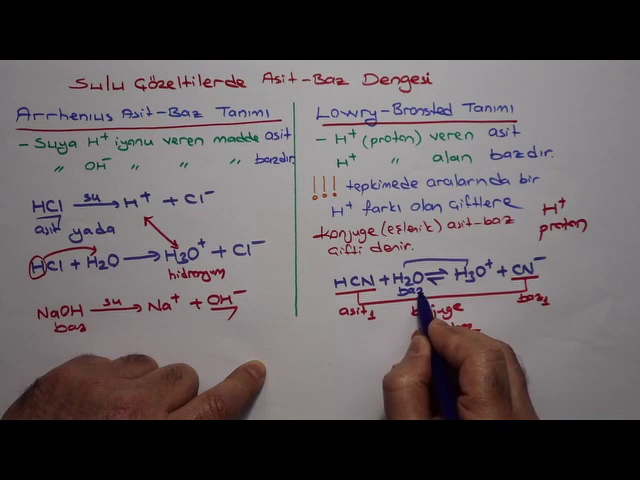 Sulu Çözeltilerde Asit-Baz Dengesi
Arrhenius Asit-Baz Tanımı
- Suya H⁺ iyonu veren madde asit
" OH⁻ " " " bazdır
HCl su→ H⁺ + Cl⁻
asit yada
HCl + H₂O → H₃O⁺ + Cl⁻
hidronyum
NaOH su→ Na⁺ + OH⁻
baz
Lowry-Bronsted Tanımı
- H⁺ (proton) veren asit
H⁺ " alan bazdır.
!!! tepkimede aralarında bir
H⁺ farkı olan çiftlere
konjuge (eşlenik) asit-baz
çifti denir.
H⁺
proton
HCN + H₂O ⇌ H₃O⁺ + CN⁻
baz
asit₁ baz₁